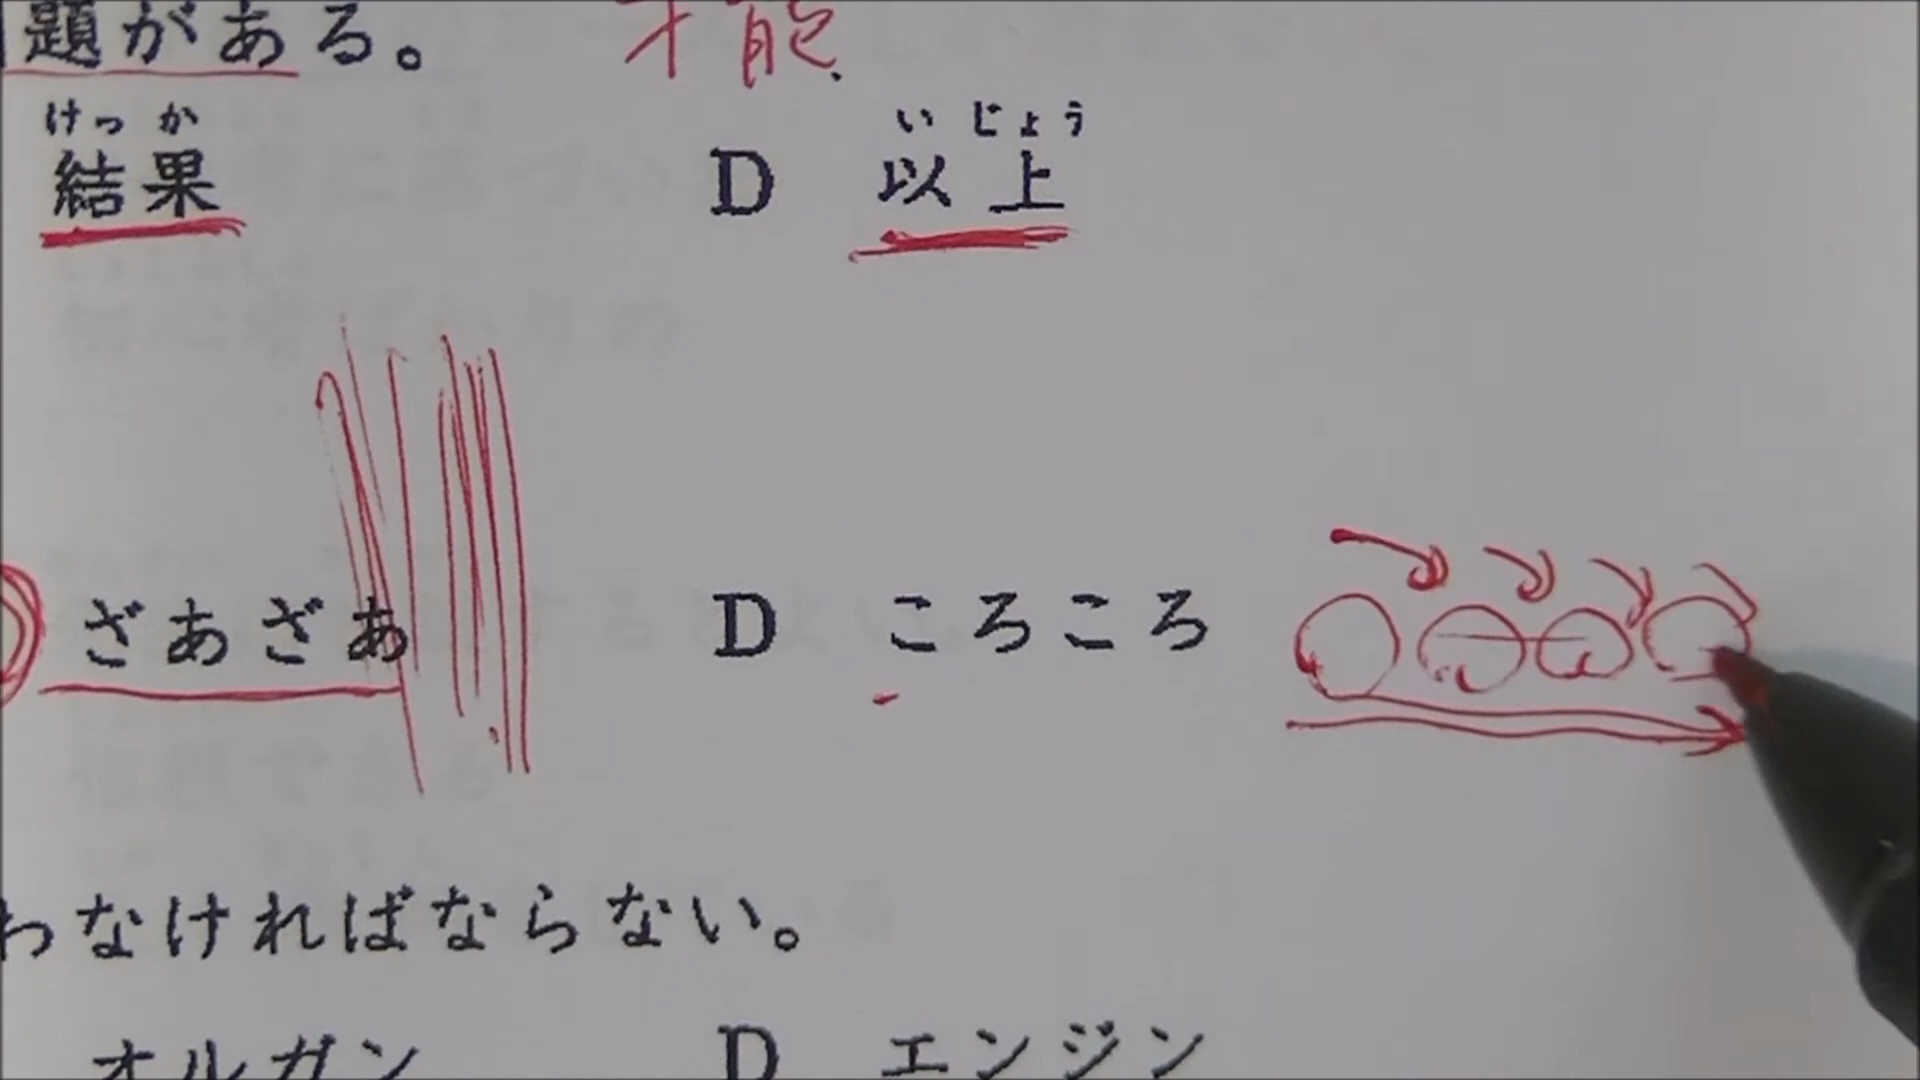 題がある。 才能
けっか いじょう
結果 D 以上
ざあざあ D ころころ
わなければならない。
オルガン D エンジン